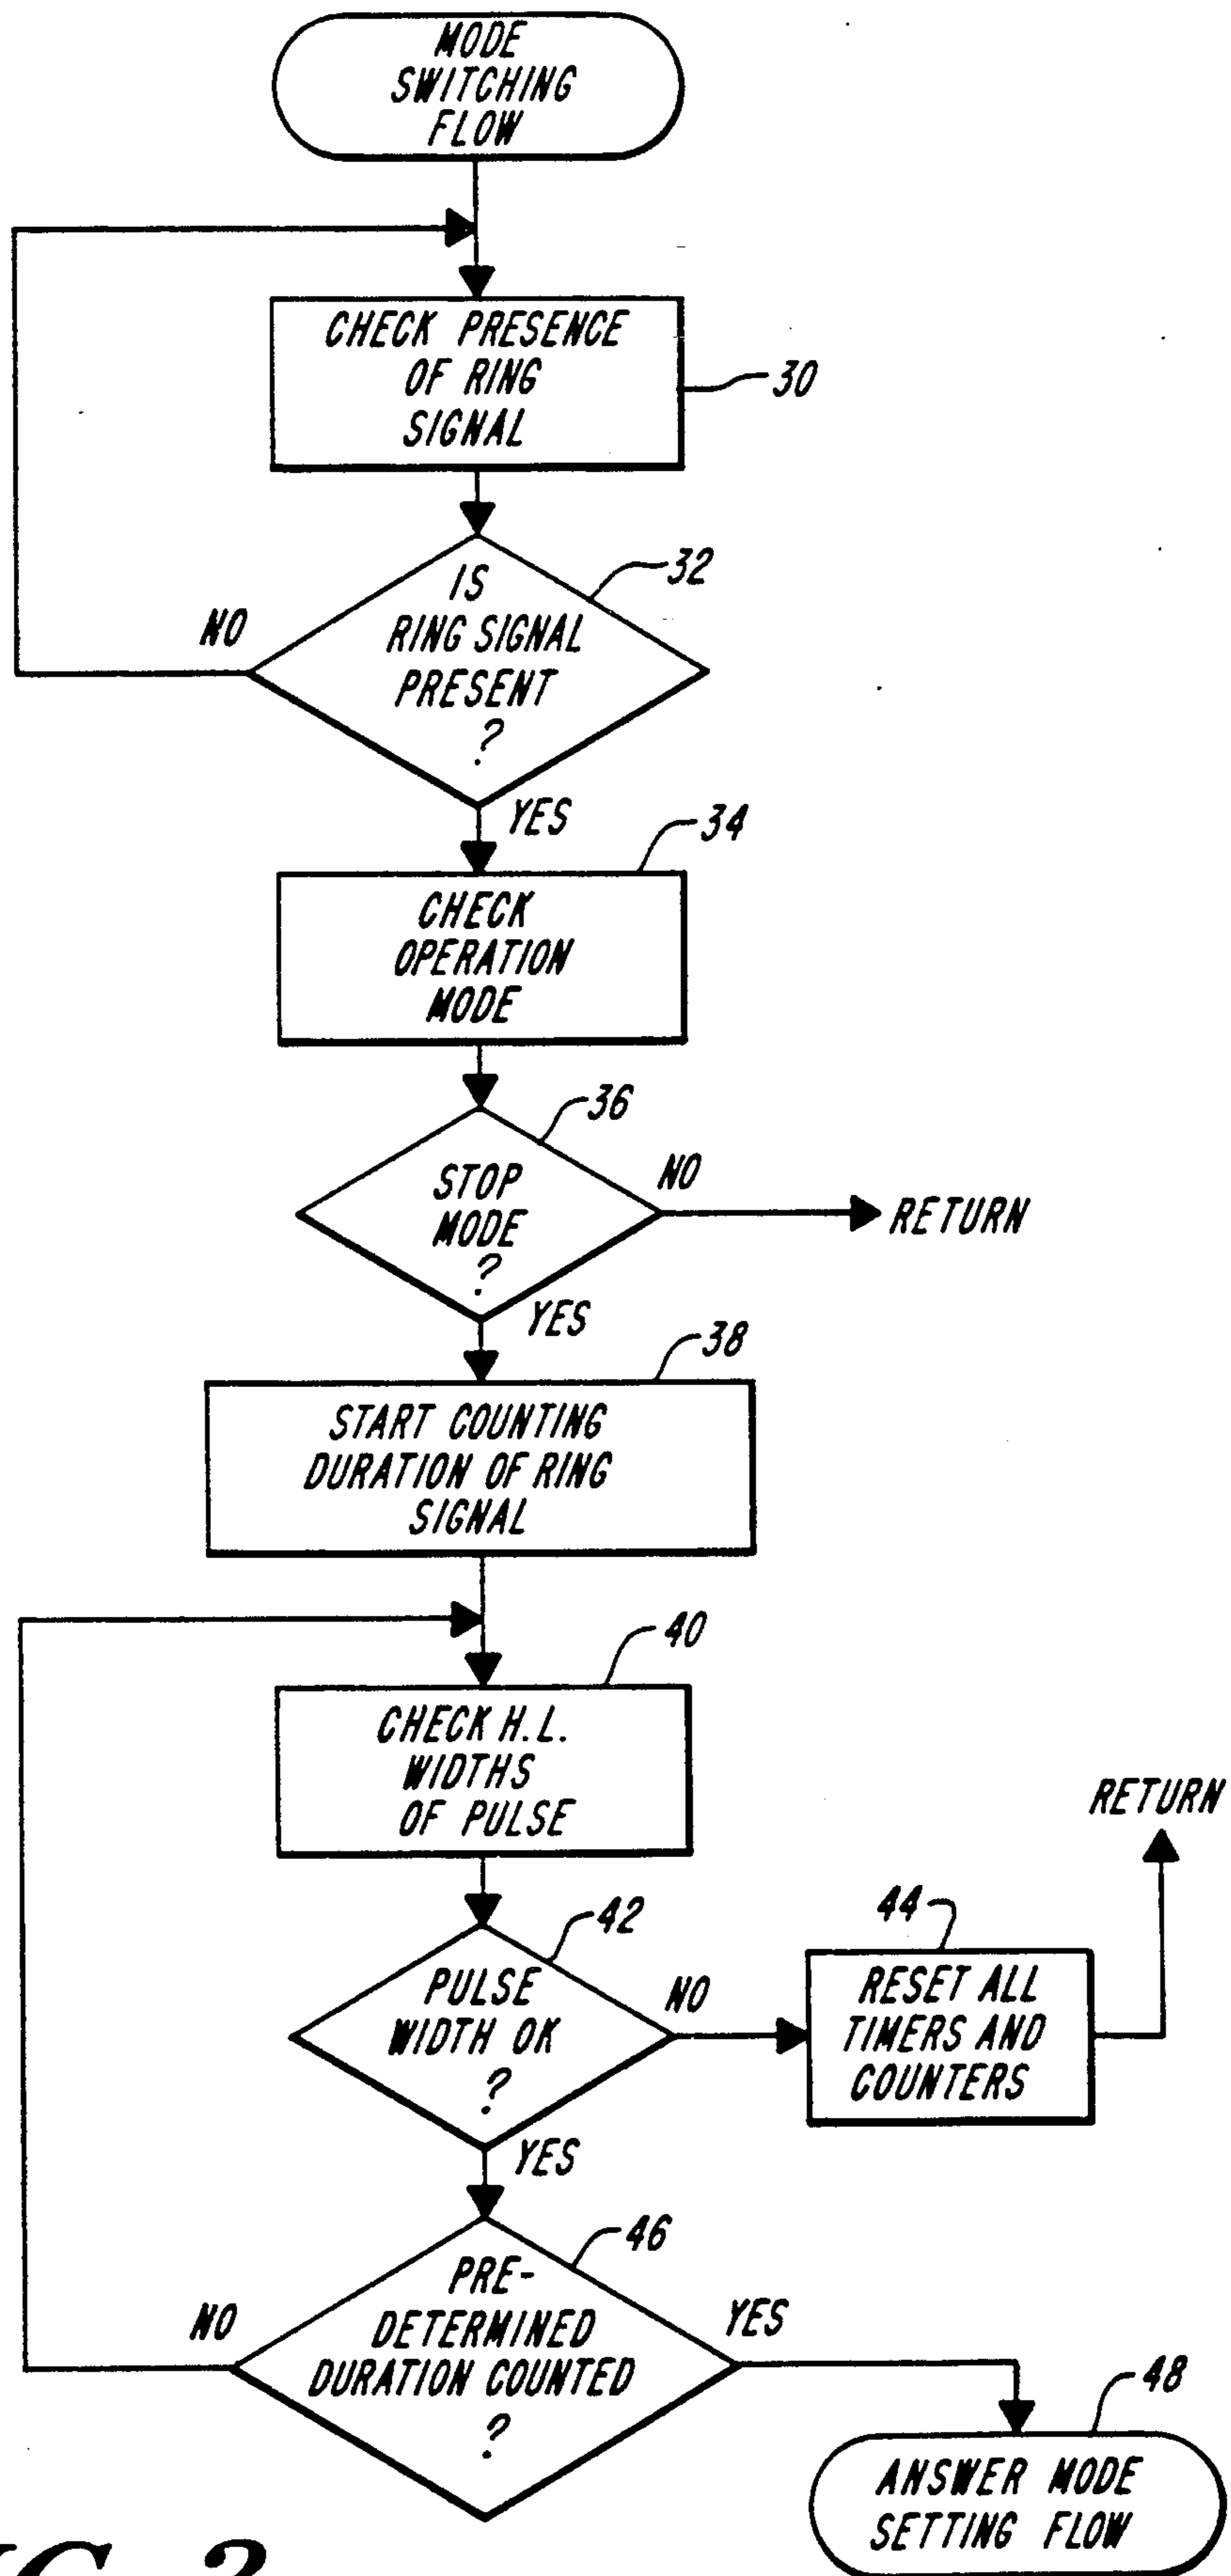 MODE
SWITCHING
FLOW
CHECK PRESENCE
OF RING
SIGNAL
30
32
IS
RING SIGNAL
PRESENT
?
NO
YES
34
CHECK
OPERATION
MODE
36
STOP
MODE
?
NO
RETURN
YES
38
START COUNTING
DURATION OF RING
SIGNAL
40
CHECK H.L.
WIDTHS
OF PULSE
RETURN
42
PULSE
WIDTH OK
?
NO
44
RESET ALL
TIMERS AND
COUNTERS
YES
46
PRE-
DETERMINED
DURATION COUNTED
?
NO
YES
48
ANSWER MODE
SETTING FLOW